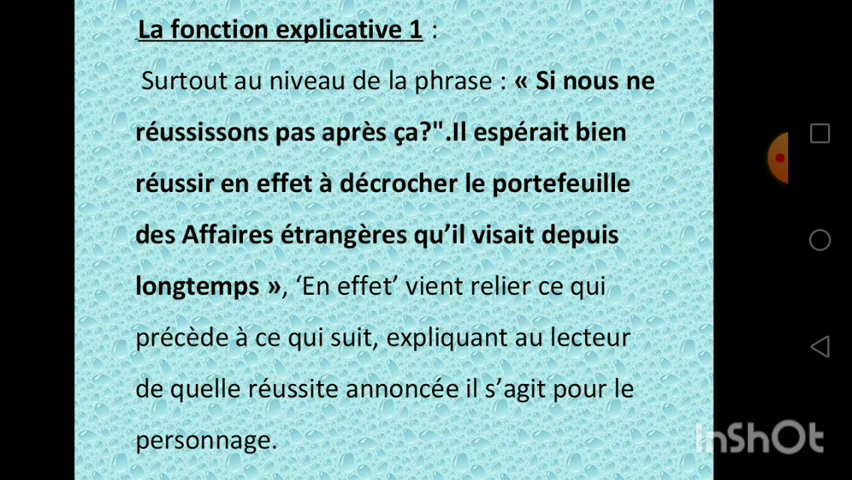 La fonction explicative 1 :
Surtout au niveau de la phrase : « Si nous ne
réussissons pas après ça?".Il espérait bien
réussir en effet à décrocher le portefeuille
des Affaires étrangères qu’il visait depuis
longtemps », ‘En effet’ vient relier ce qui
précède à ce qui suit, expliquant au lecteur
de quelle réussite annoncée il s’agit pour le
personnage.
InShOt